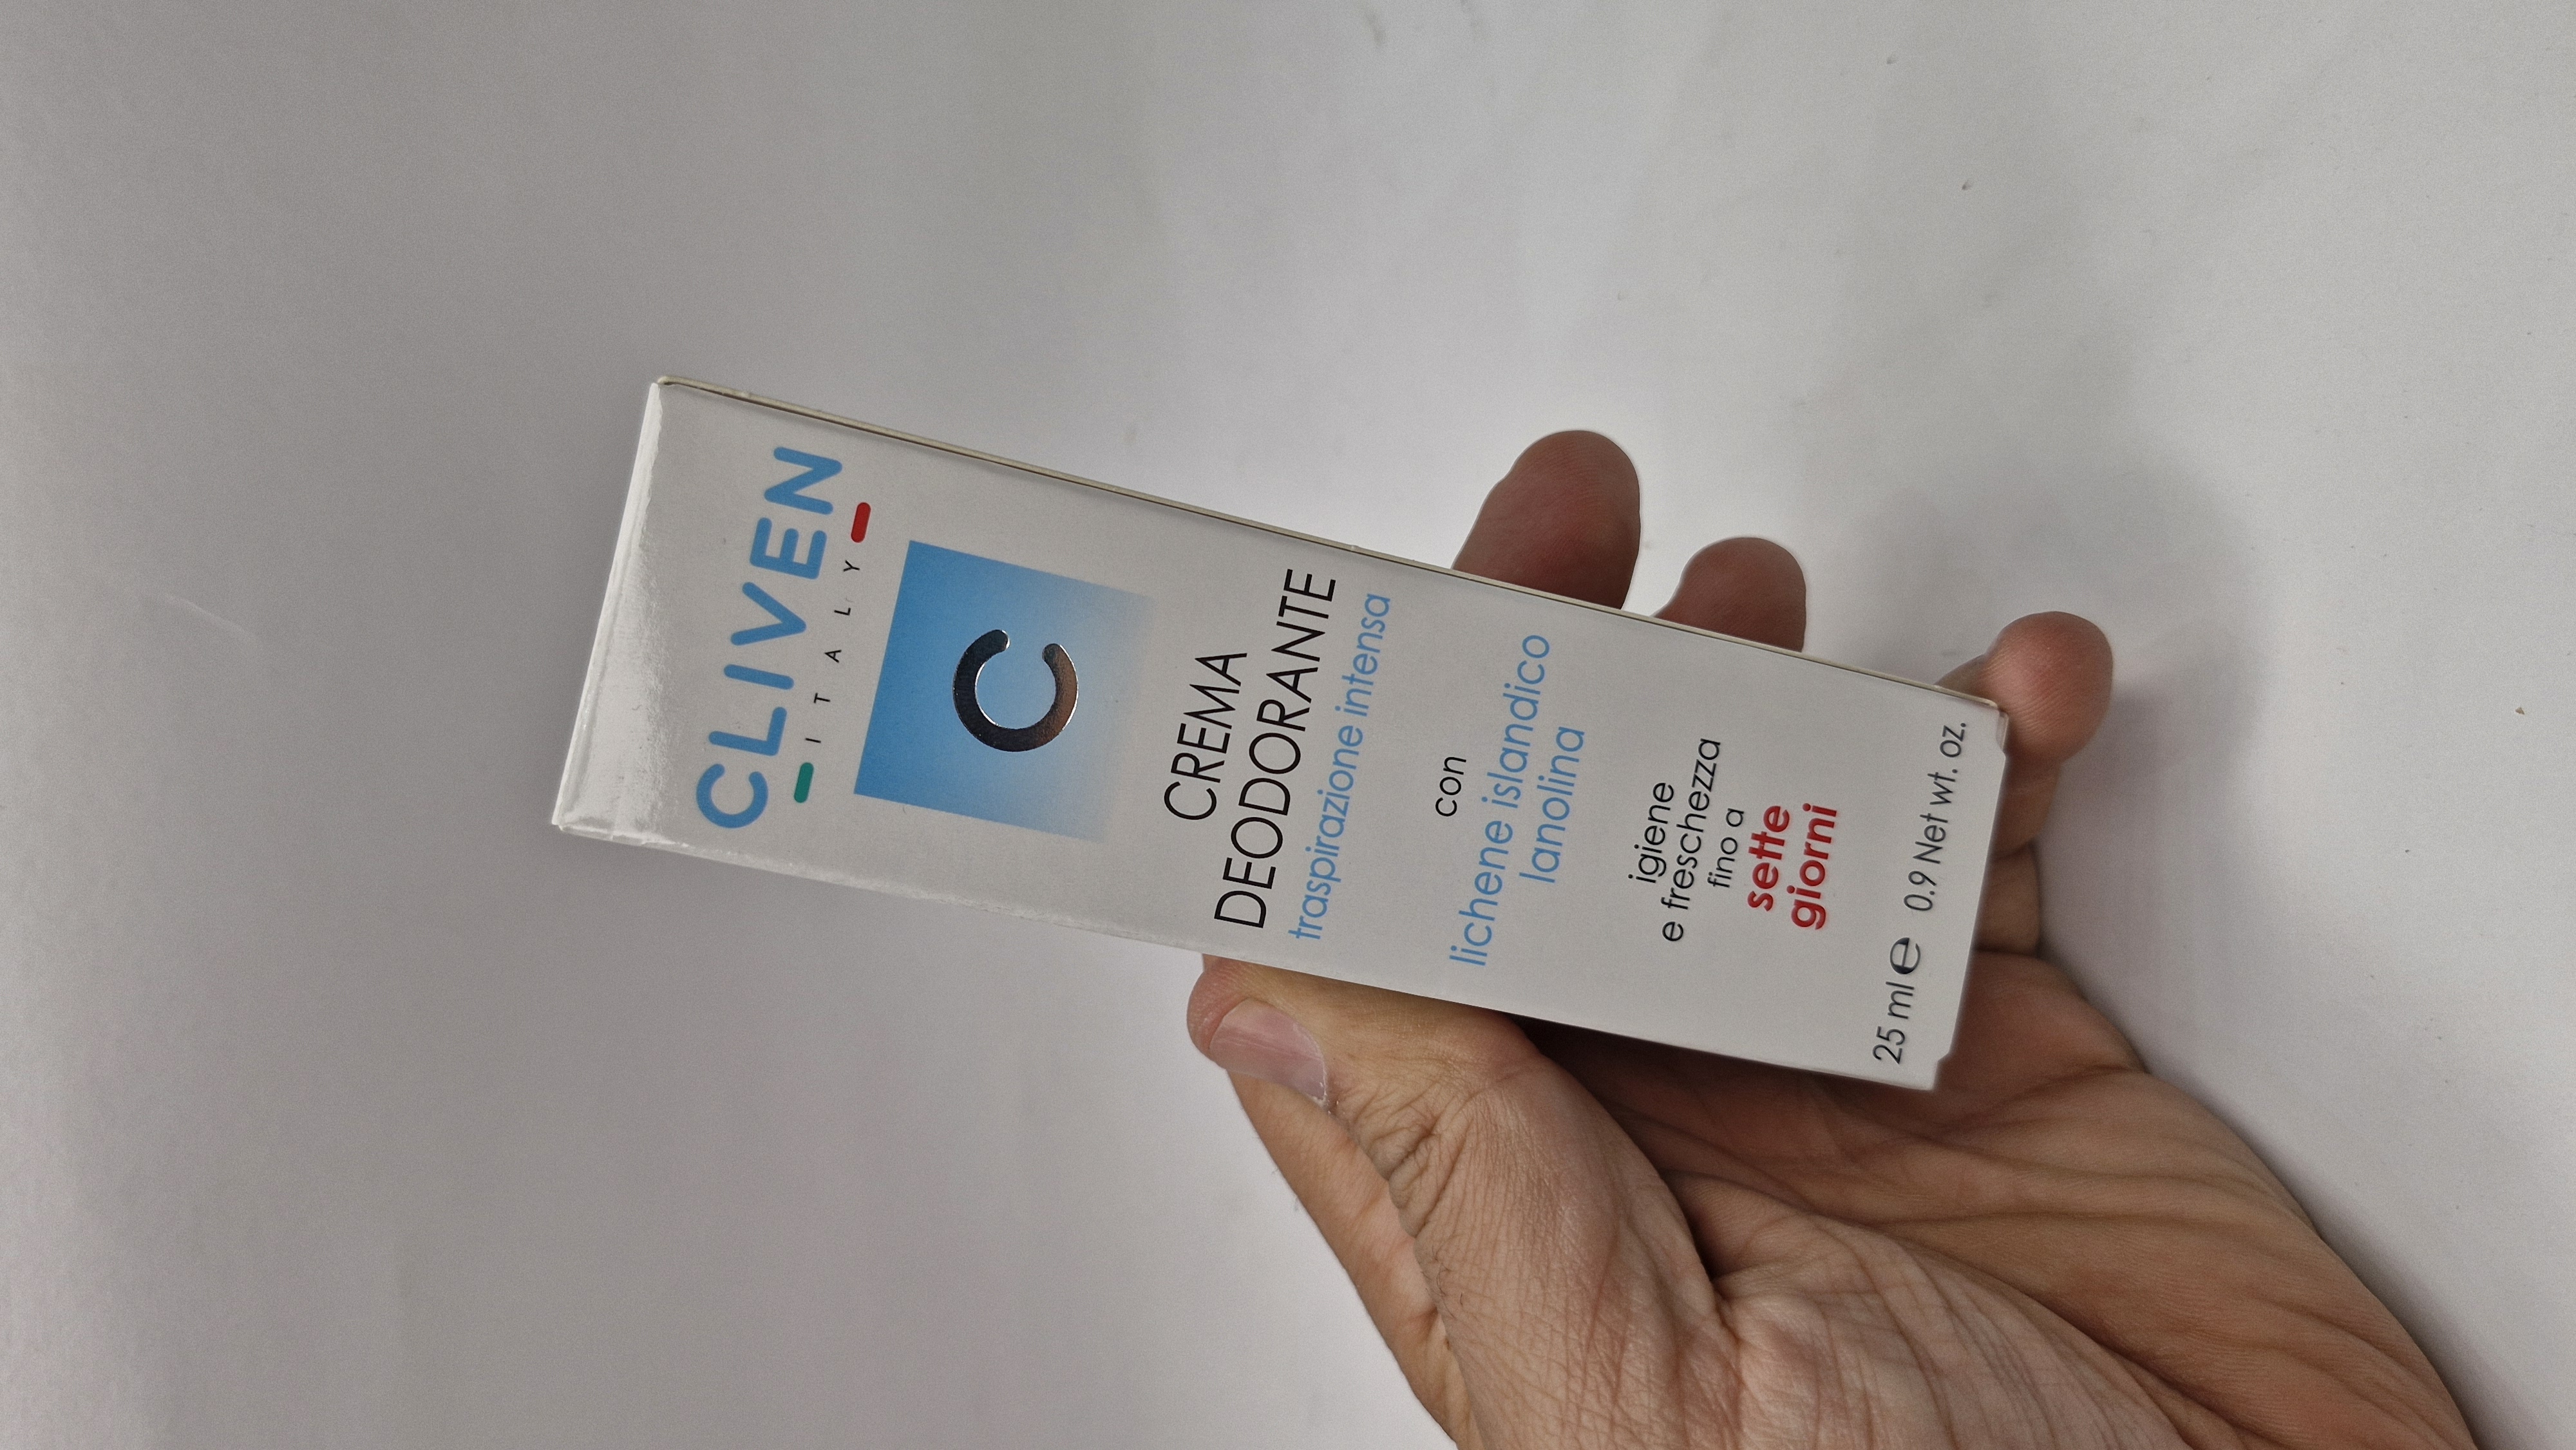 CLIVEN
ITALY
C
CREMA
DEODORANTE
traspirazione intensa
con
lichene islandico
lanolina
igiene
e freschezza
fino a
sette
giorni
25 ml ℮ 0.9 Net wt. oz.